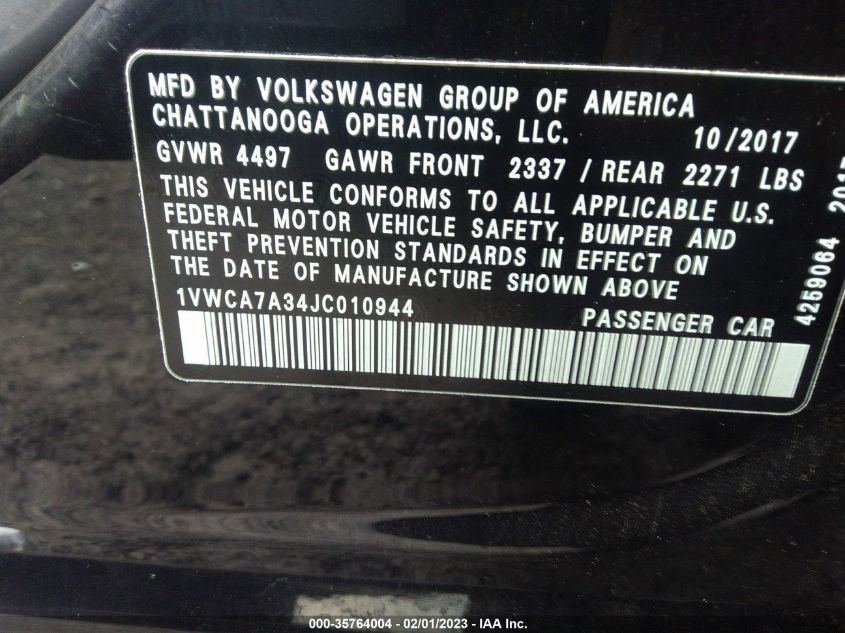 MFD BY VOLKSWAGEN GROUP OF AMERICA
CHATTANOOGA OPERATIONS, LLC. 10/2017
GVWR 4497 GAWR FRONT 2337 / REAR 2271 LBS
THIS VEHICLE CONFORMS TO ALL APPLICABLE U.S.
FEDERAL MOTOR VEHICLE SAFETY, BUMPER AND
THEFT PREVENTION STANDARDS IN EFFECT ON
THE DATE OF MANUFACTURE SHOWN ABOVE
1VWCA7A34JC010944 PASSENGER CAR
4259064
000-35764004 - 02/01/2023 - IAA Inc.